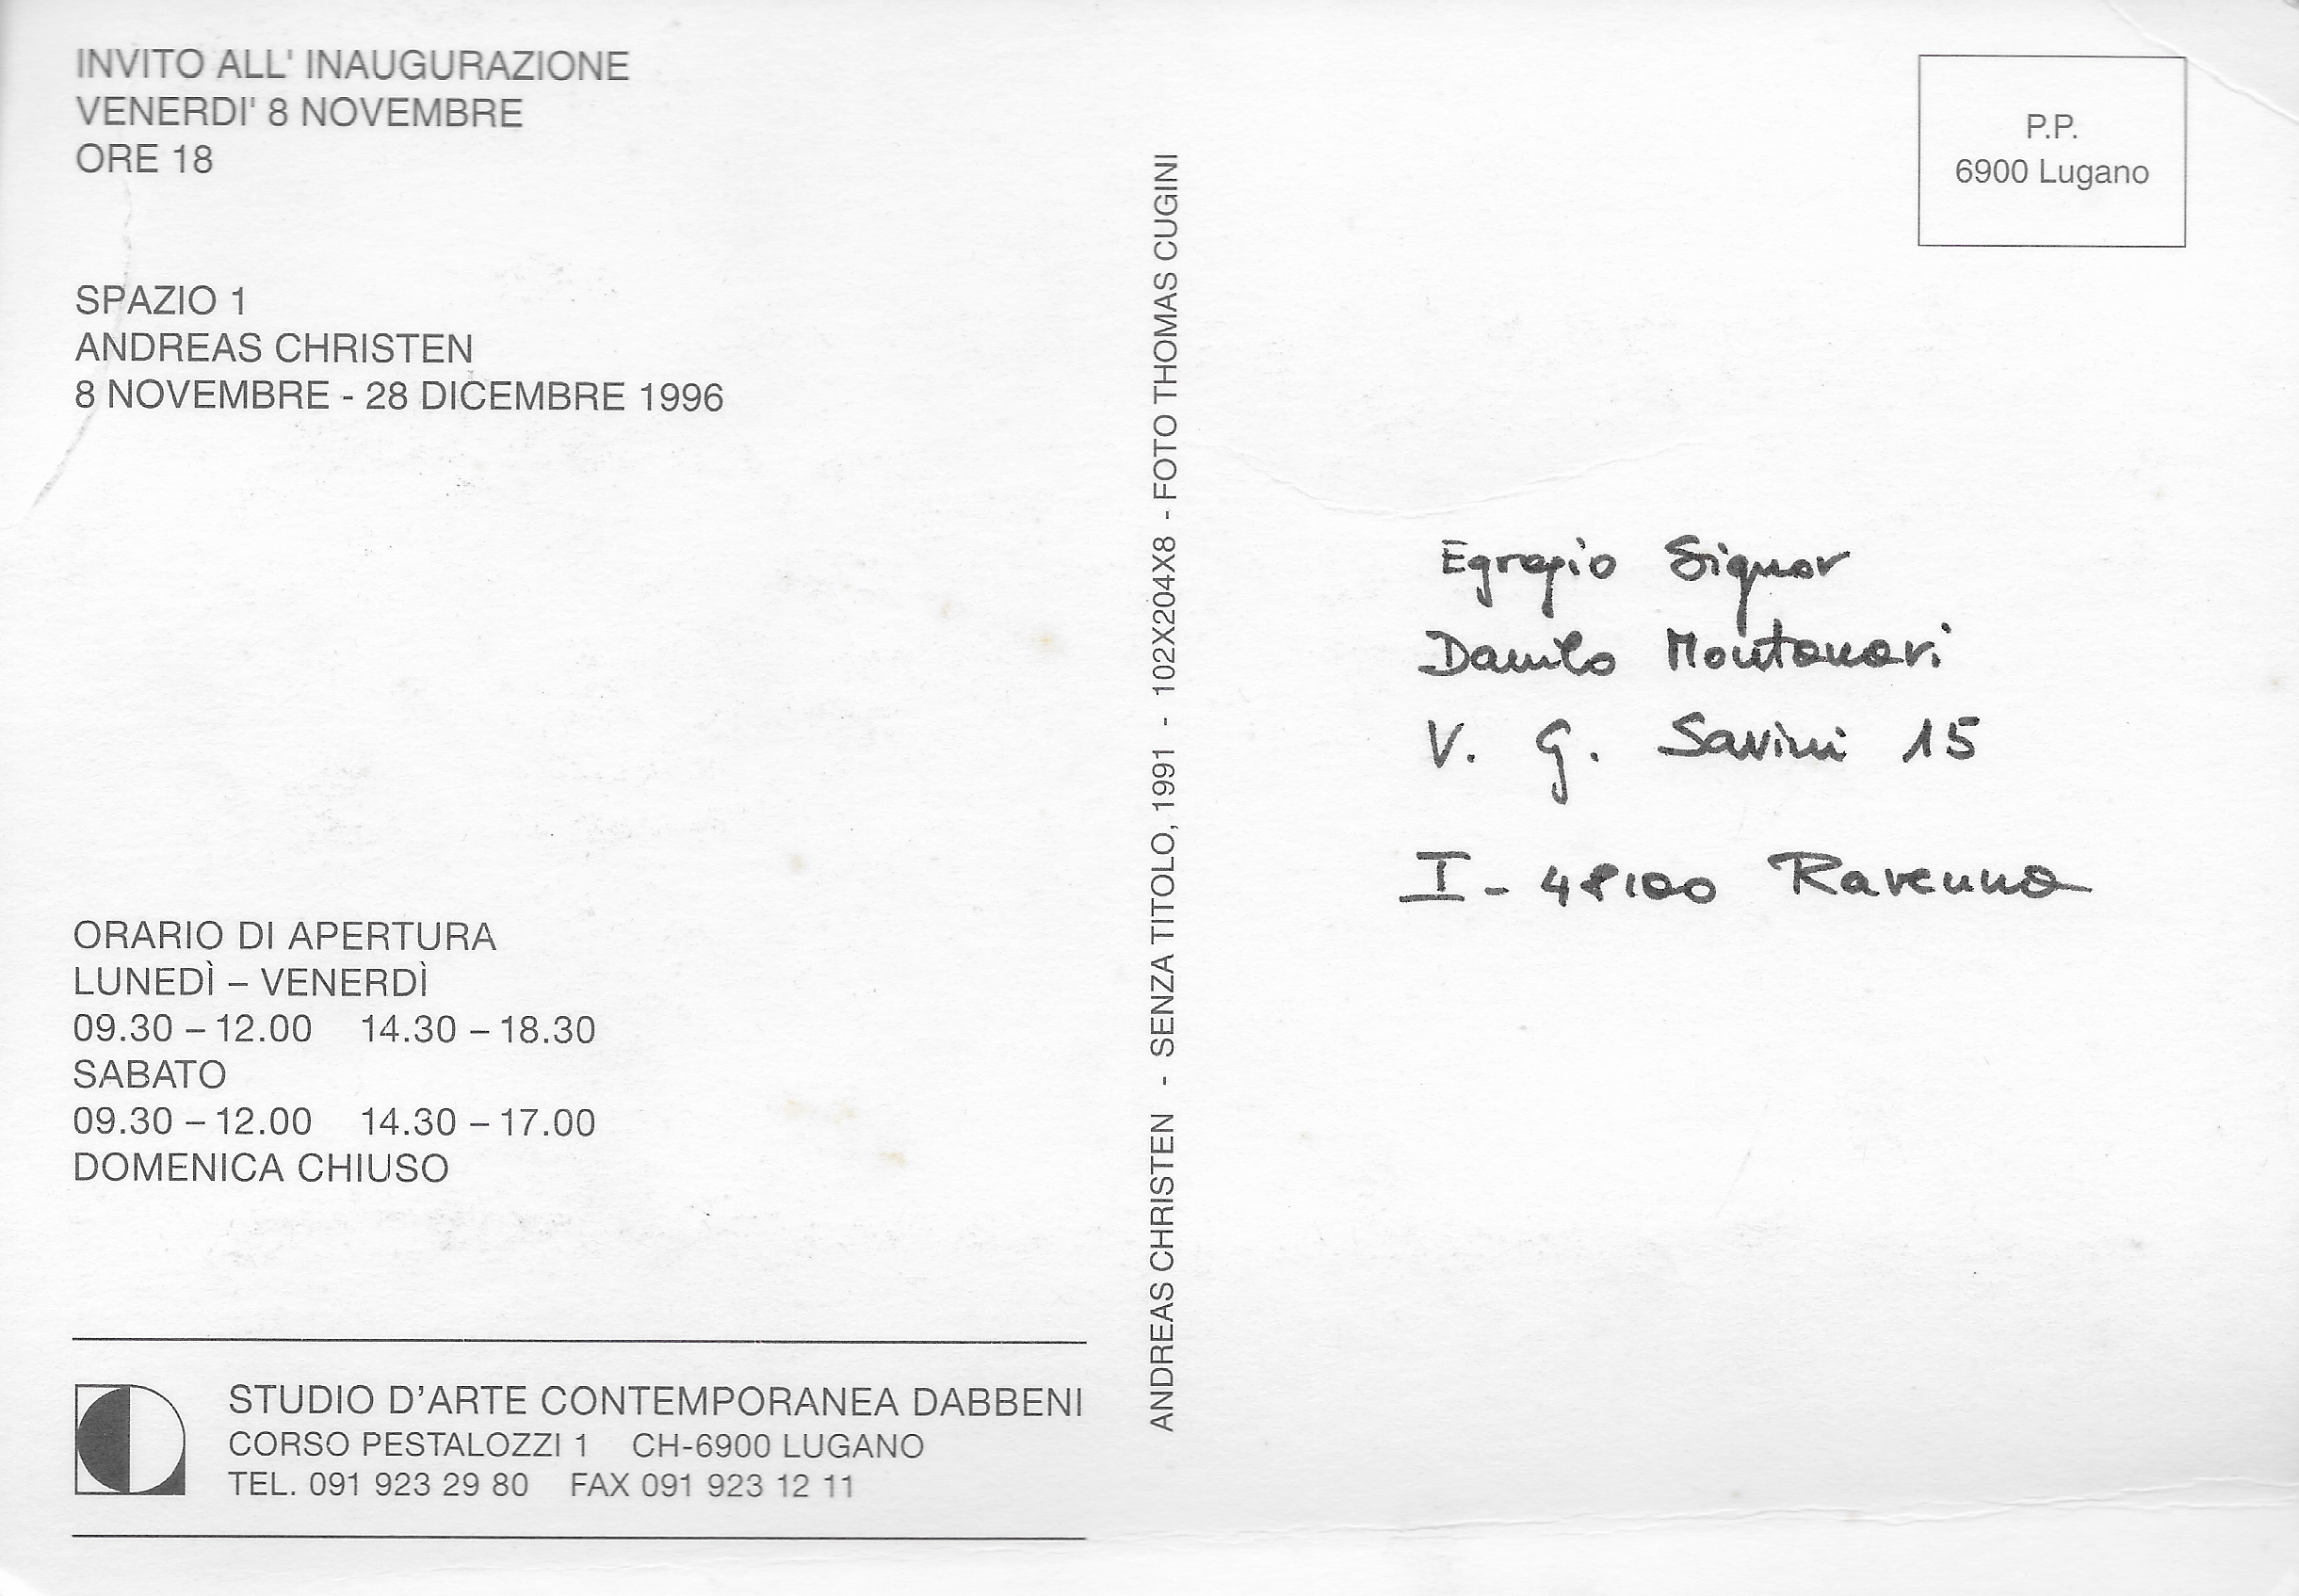 INVITO ALL' INAUGURAZIONE
VENERDI' 8 NOVEMBRE
ORE 18
SPAZIO 1
ANDREAS CHRISTEN
8 NOVEMBRE - 28 DICEMBRE 1996
ORARIO DI APERTURA
LUNEDÌ – VENERDÌ
09.30 – 12.00 14.30 – 18.30
SABATO
09.30 – 12.00 14.30 – 17.00
DOMENICA CHIUSO
STUDIO D'ARTE CONTEMPORANEA DABBENI
CORSO PESTALOZZI 1 CH-6900 LUGANO
TEL. 091 923 29 80 FAX 091 923 12 11
ANDREAS CHRISTEN - SENZA TITOLO, 1991 - 102X204X8 - FOTO THOMAS CUGINI
P.P.
6900 Lugano
Egregio Signor
Danilo Montanari
V. G. Savini 15
I - 48100 Ravenna